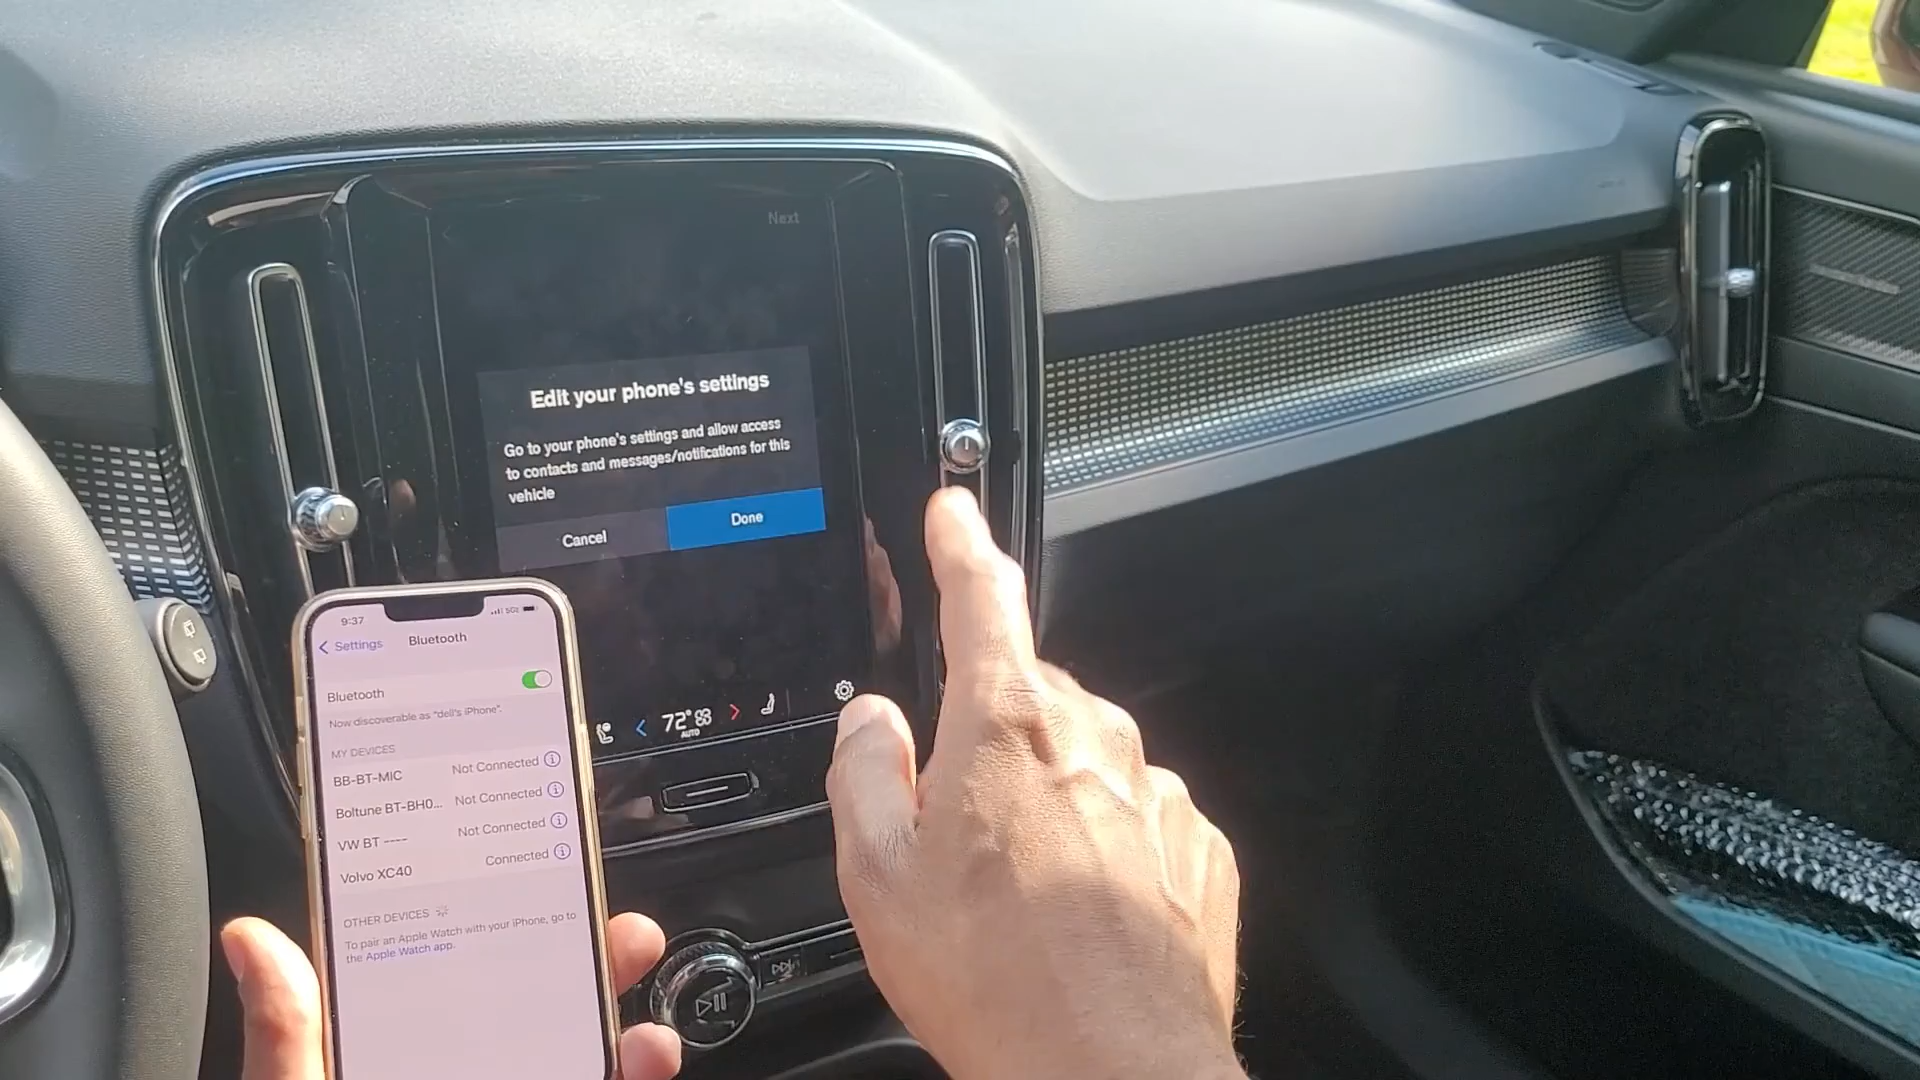 Next
Edit your phone's settings
Go to your phone's settings and allow access
to contacts and messages/notifications for this
vehicle
Cancel
Done
72°
AUTO
9:37
5G
Settings
Bluetooth
Bluetooth
Now discoverable as "dell's iPhone".
MY DEVICES
BB-BT-MIC Not Connected
Boltune BT-BH0... Not Connected
VW BT ---- Not Connected
Volvo XC40 Connected
OTHER DEVICES
To pair an Apple Watch with your iPhone, go to
the Apple Watch app.